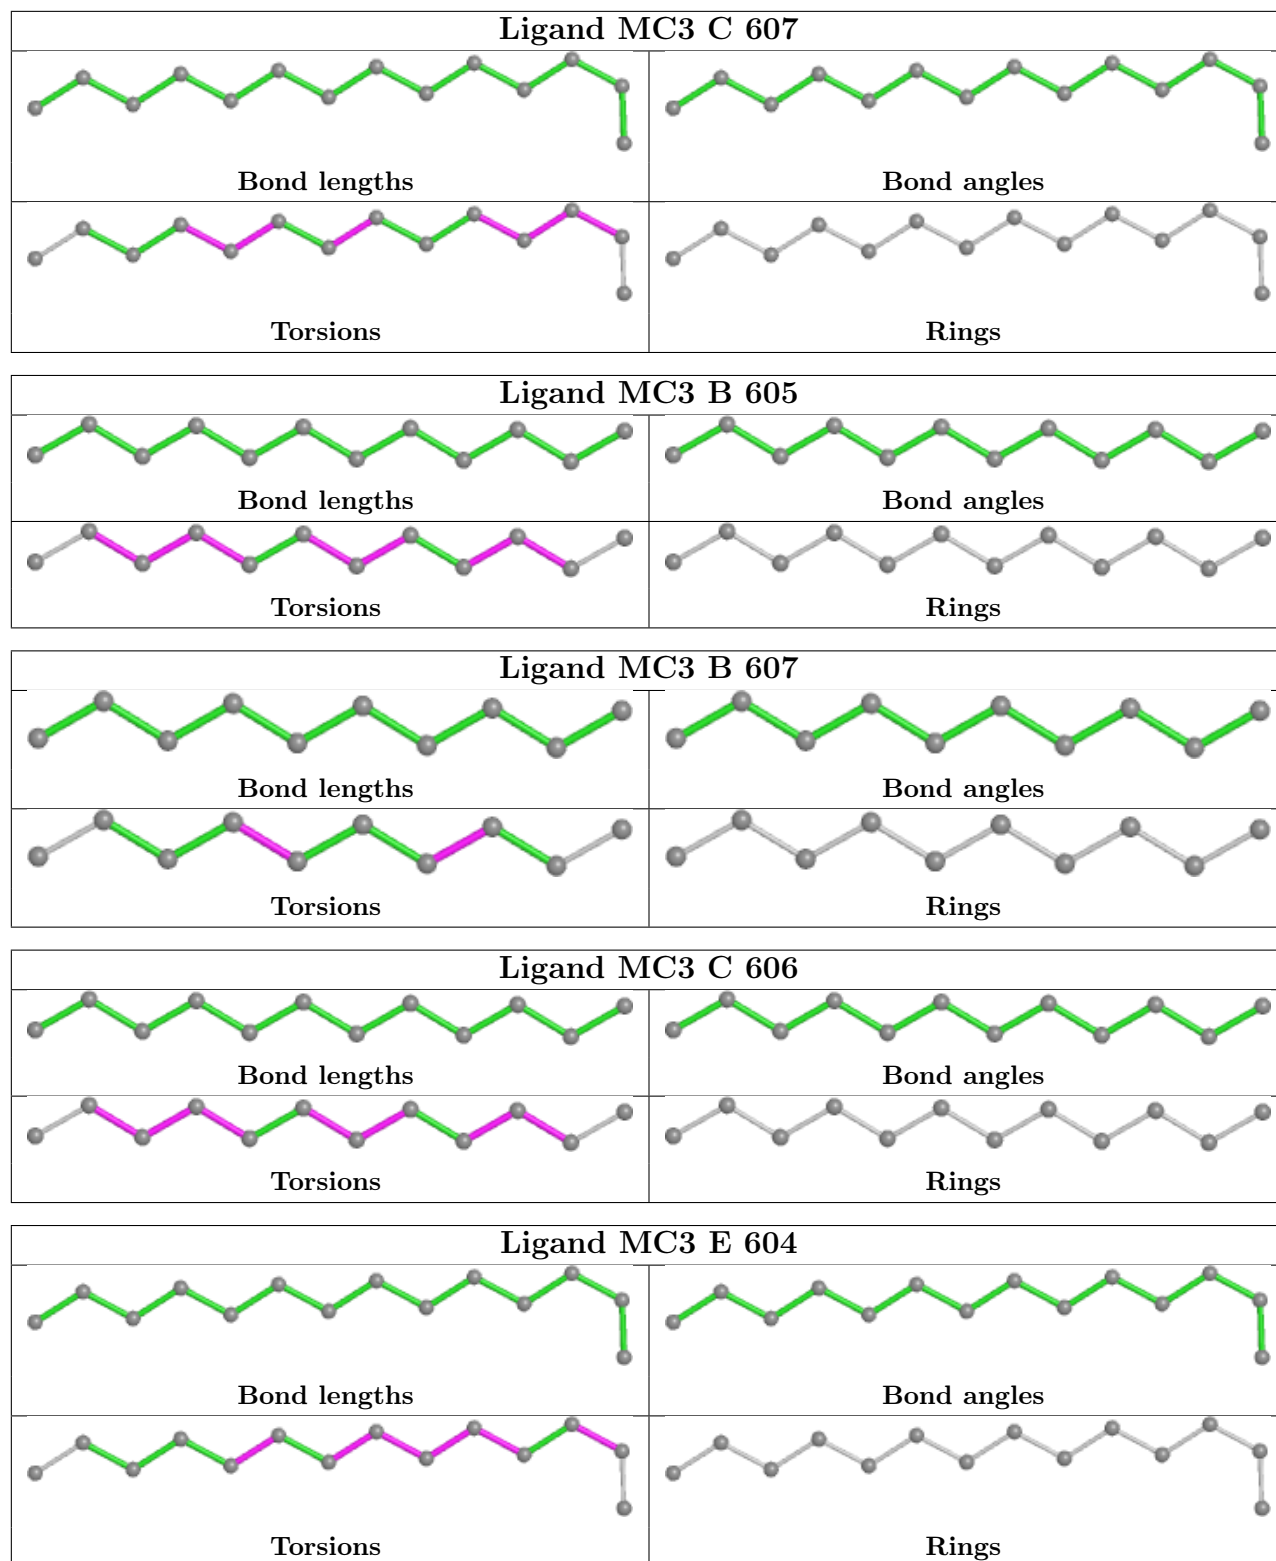 Ligand MC3 C 607
Bond lengths
Bond angles
Torsions
Rings
Ligand MC3 B 605
Bond lengths
Bond angles
Torsions
Rings
Ligand MC3 B 607
Bond lengths
Bond angles
Torsions
Rings
Ligand MC3 C 606
Bond lengths
Bond angles
Torsions
Rings
Ligand MC3 E 604
Bond lengths
Bond angles
Torsions
Rings